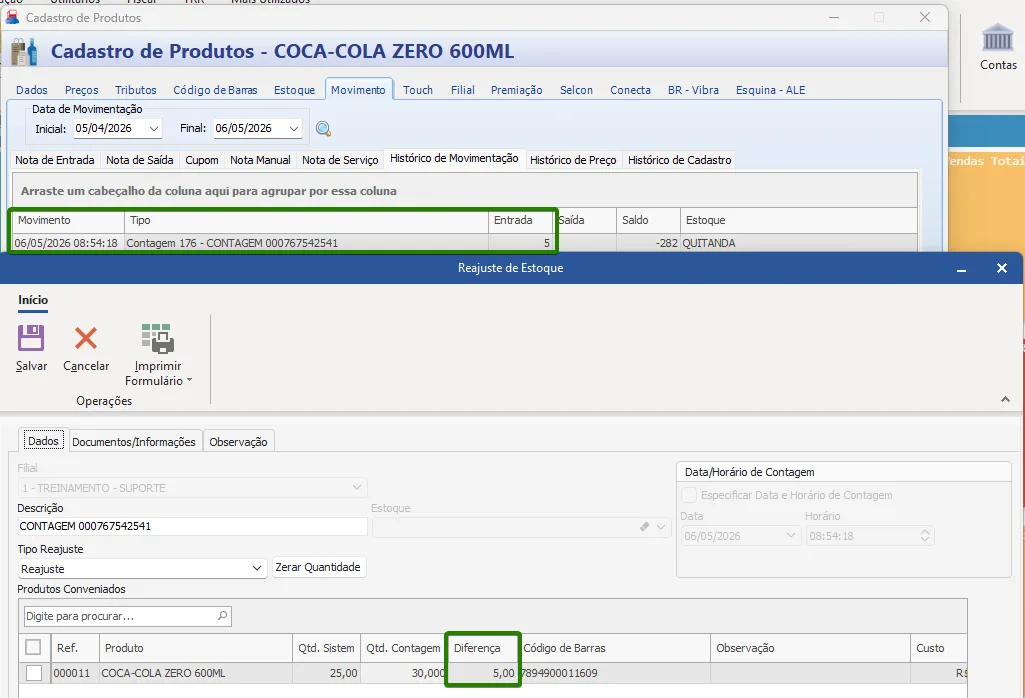 Utilitários Fiscal TRR Mais Utilizados
Cadastro de Produtos
Cadastro de Produtos - COCA-COLA ZERO 600ML
Contas
Dados Preços Tributos Código de Barras Estoque Movimento Touch Filial Premiação Selcon Conecta BR - Vibra Esquina - ALE
Data de Movimentação
Inicial: 05/04/2026 Final: 06/05/2026
Nota de Entrada Nota de Saída Cupom Nota Manual Nota de Serviço Histórico de Movimentação Histórico de Preço Histórico de Cadastro
Arraste um cabeçalho da coluna aqui para agrupar por essa coluna
Movimento Tipo Entrada Saída Saldo Estoque
06/05/2026 08:54:18 Contagem 176 - CONTAGEM 000767542541 5 -282 QUITANDA
Reajuste de Estoque
Início
Salvar Cancelar Imprimir
Formulário
Operações
Dados Documentos/Informações Observação
Filial
1 - TREINAMENTO - SUPORTE
Descrição Estoque
CONTAGEM 000767542541
Tipo Reajuste
Reajuste Zerar Quantidade
Data/Horário de Contagem
Especificar Data e Horário de Contagem
Data Horário
06/05/2026 08:54:18
Produtos Conveniados
Digite para procurar...
Ref. Produto Qtd. Sistem Qtd. Contagem Diferença Código de Barras Observação Custo
000011 COCA-COLA ZERO 600ML 25,00 30,000 5,00 7894900011609 R$